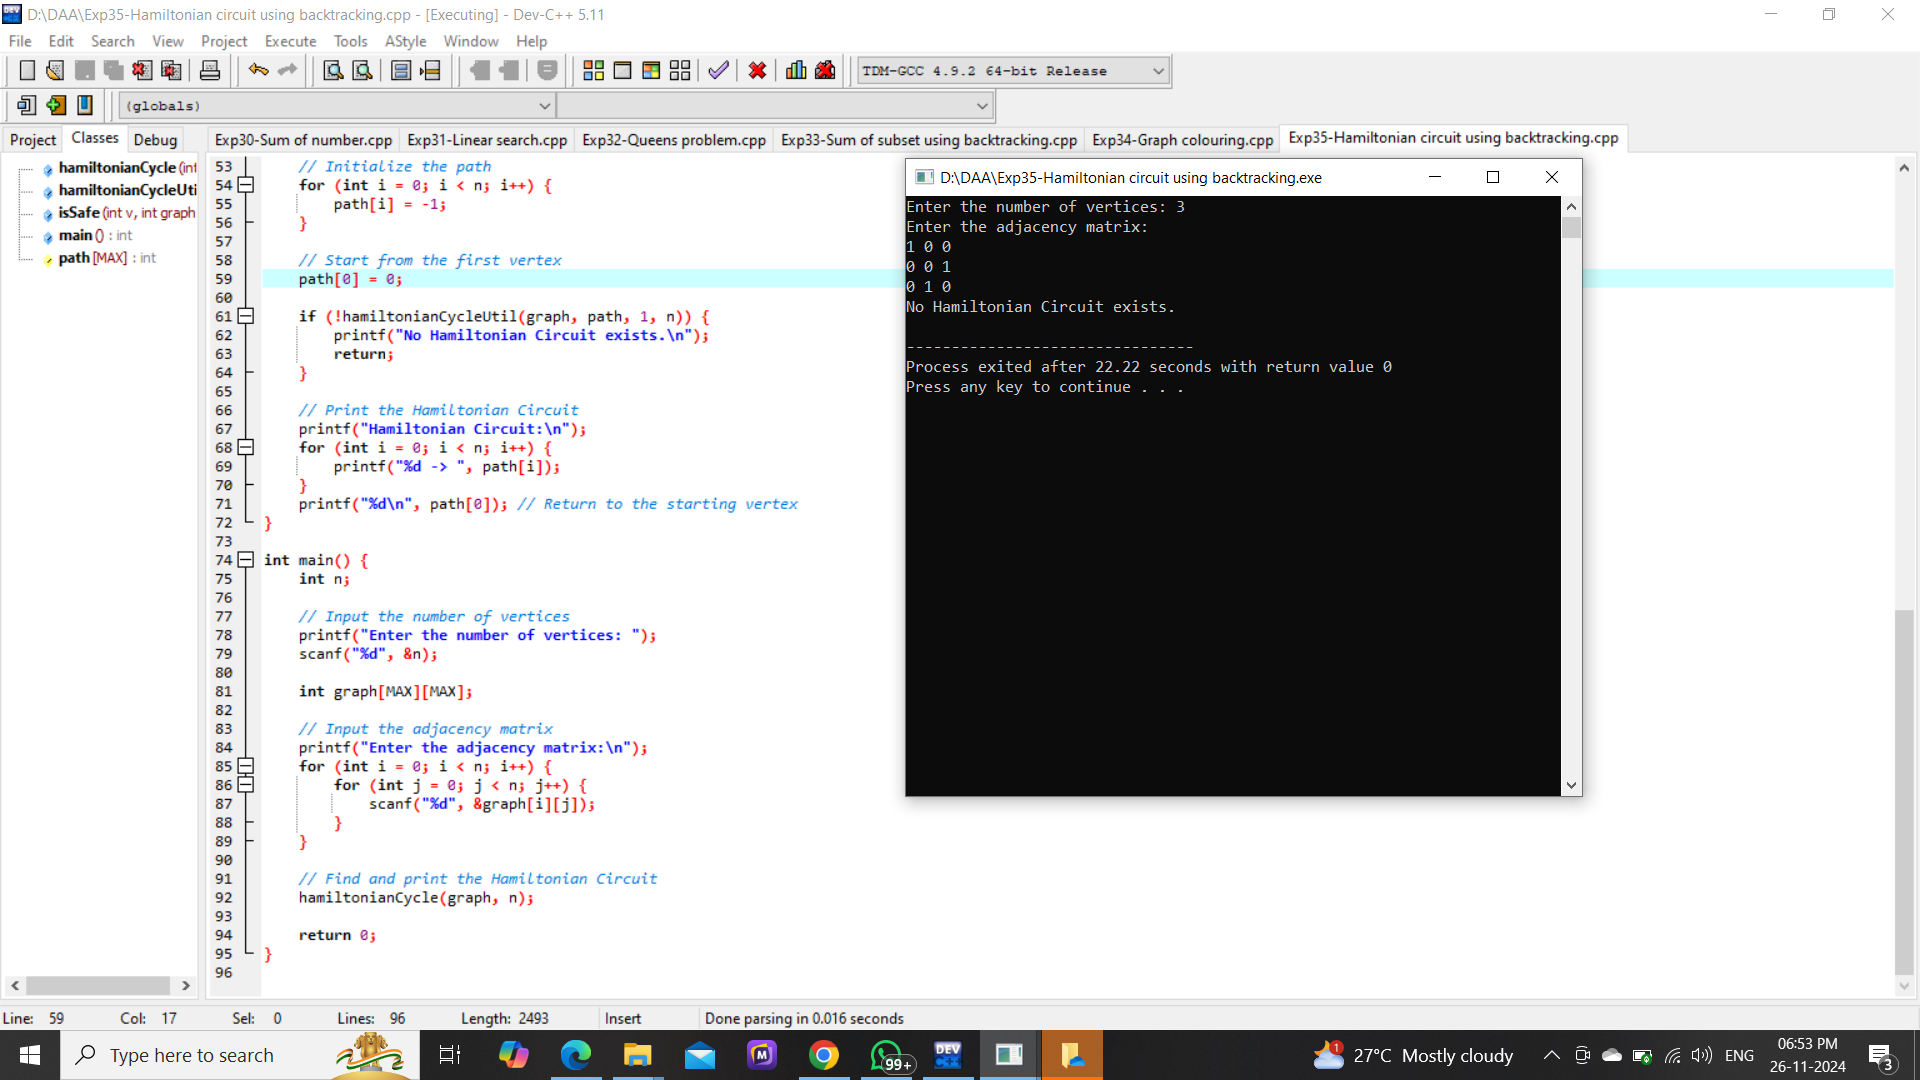 D:\DAA\Exp35-Hamiltonian circuit using backtracking.cpp - [Executing] - Dev-C++ 5.11
File Edit Search View Project Execute Tools AStyle Window Help
TDM-GCC 4.9.2 64-bit Release
(globals)
Project Classes Debug
Exp30-Sum of number.cpp Exp31-Linear search.cpp Exp32-Queens problem.cpp Exp33-Sum of subset using backtracking.cpp Exp34-Graph colouring.cpp Exp35-Hamiltonian circuit using backtracking.cpp
hamiltonianCycle (int
hamiltonianCycleUti
isSafe (int v, int graph
main () : int
path [MAX] : int
53 // Initialize the path
54 for (int i = 0; i < n; i++) {
55 path[i] = -1;
56 }
57
58 // Start from the first vertex
59 path[0] = 0;
60
61 if (!hamiltonianCycleUtil(graph, path, 1, n)) {
62 printf("No Hamiltonian Circuit exists.\n");
63 return;
64 }
65
66 // Print the Hamiltonian Circuit
67 printf("Hamiltonian Circuit:\n");
68 for (int i = 0; i < n; i++) {
69 printf("%d -> ", path[i]);
70 }
71 printf("%d\n", path[0]); // Return to the starting vertex
72 }
73
74 int main() {
75 int n;
76
77 // Input the number of vertices
78 printf("Enter the number of vertices: ");
79 scanf("%d", &n);
80
81 int graph[MAX][MAX];
82
83 // Input the adjacency matrix
84 printf("Enter the adjacency matrix:\n");
85 for (int i = 0; i < n; i++) {
86 for (int j = 0; j < n; j++) {
87 scanf("%d", &graph[i][j]);
88 }
89 }
90
91 // Find and print the Hamiltonian Circuit
92 hamiltonianCycle(graph, n);
93
94 return 0;
95 }
96
D:\DAA\Exp35-Hamiltonian circuit using backtracking.exe
Enter the number of vertices: 3
Enter the adjacency matrix:
1 0 0
0 0 1
0 1 0
No Hamiltonian Circuit exists.
--------------------------------
Process exited after 22.22 seconds with return value 0
Press any key to continue . . .
Line: 59 Col: 17 Sel: 0 Lines: 96 Length: 2493 Insert Done parsing in 0.016 seconds
Type here to search
99+
DEV
1
27°C Mostly cloudy
ENG
06:53 PM
26-11-2024
3